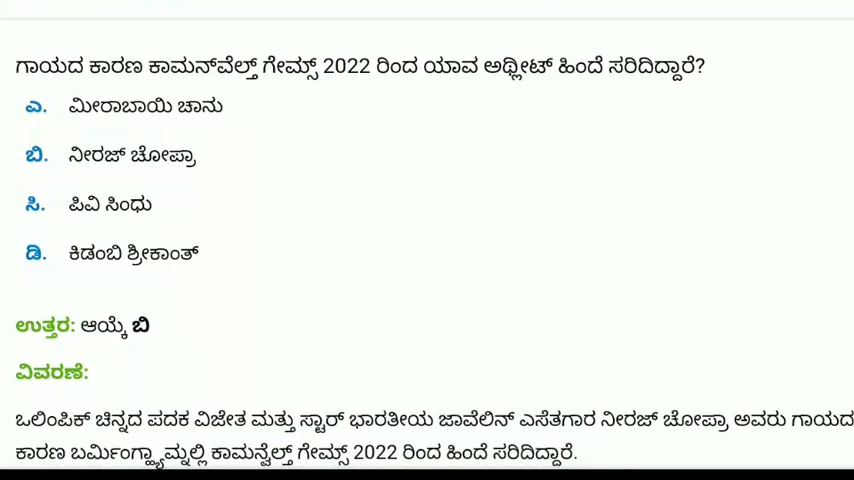 ಗಾಯದ ಕಾರಣ ಕಾಮನ್‌ವೆಲ್ತ್ ಗೇಮ್ಸ್ 2022 ರಿಂದ ಯಾವ ಅಥ್ಲೀಟ್ ಹಿಂದೆ ಸರಿದಿದ್ದಾರೆ?
ಎ. ಮೀರಾಬಾಯಿ ಚಾನು
ಬಿ. ನೀರಜ್ ಚೋಪ್ರಾ
ಸಿ. ಪಿವಿ ಸಿಂಧು
ಡಿ. ಕಿಡಂಬಿ ಶ್ರೀಕಾಂತ್
ಉತ್ತರ: ಆಯ್ಕೆ ಬಿ
ವಿವರಣೆ:
ಒಲಿಂಪಿಕ್ ಚಿನ್ನದ ಪದಕ ವಿಜೇತ ಮತ್ತು ಸ್ಟಾರ್ ಭಾರತೀಯ ಜಾವೆಲಿನ್ ಎಸೆತಗಾರ ನೀರಜ್ ಚೋಪ್ರಾ ಅವರು ಗಾಯದ
ಕಾರಣ ಬರ್ಮಿಂಗ್ಹ್ಯಾಮ್ನಲ್ಲಿ ಕಾಮನ್ವೆಲ್ತ್ ಗೇಮ್ಸ್ 2022 ರಿಂದ ಹಿಂದೆ ಸರಿದಿದ್ದಾರೆ.